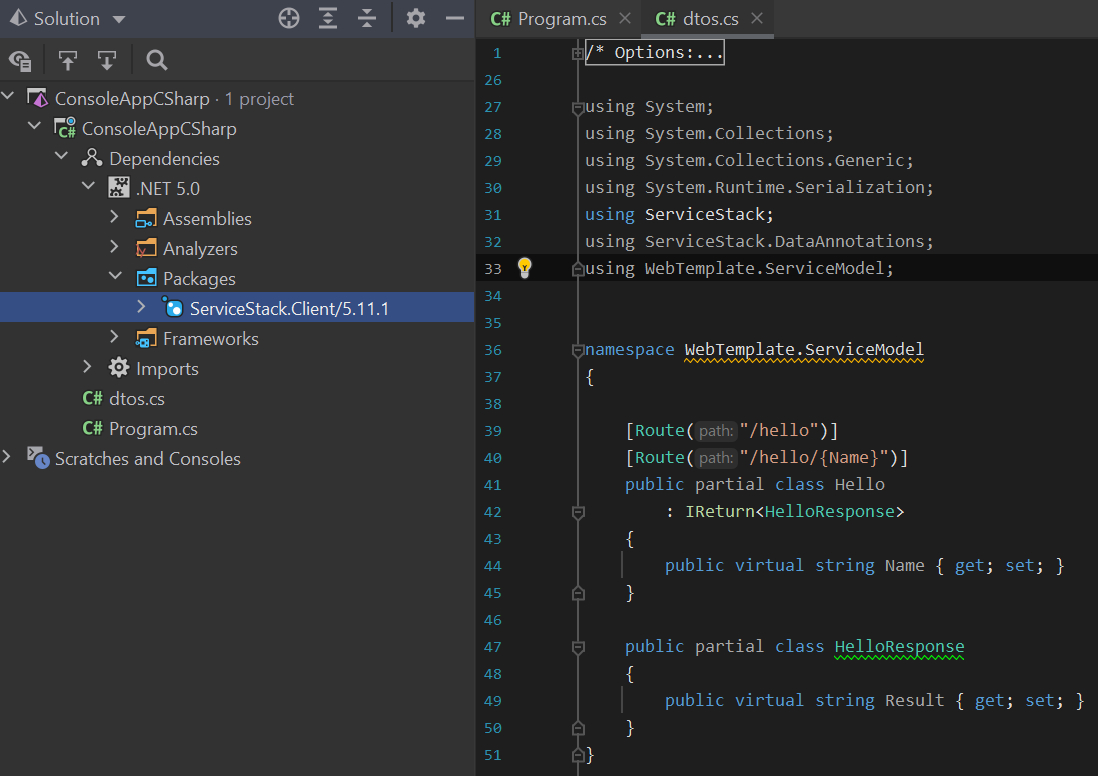 Solution
ConsoleAppCSharp · 1 project
ConsoleAppCSharp
Dependencies
.NET 5.0
Assemblies
Analyzers
Packages
ServiceStack.Client/5.11.1
Frameworks
Imports
C# dtos.cs
C# Program.cs
Scratches and Consoles
C# Program.cs
C# dtos.cs
1 /* Options:...
26
27 using System;
28 using System.Collections;
29 using System.Collections.Generic;
30 using System.Runtime.Serialization;
31 using ServiceStack;
32 using ServiceStack.DataAnnotations;
33 using WebTemplate.ServiceModel;
34
35
36 namespace WebTemplate.ServiceModel
37 {
38
39 [Route( path: "/hello")]
40 [Route( path: "/hello/{Name}")]
41 public partial class Hello
42 : IReturn<HelloResponse>
43 {
44 public virtual string Name { get; set; }
45 }
46
47 public partial class HelloResponse
48 {
49 public virtual string Result { get; set; }
50 }
51 }